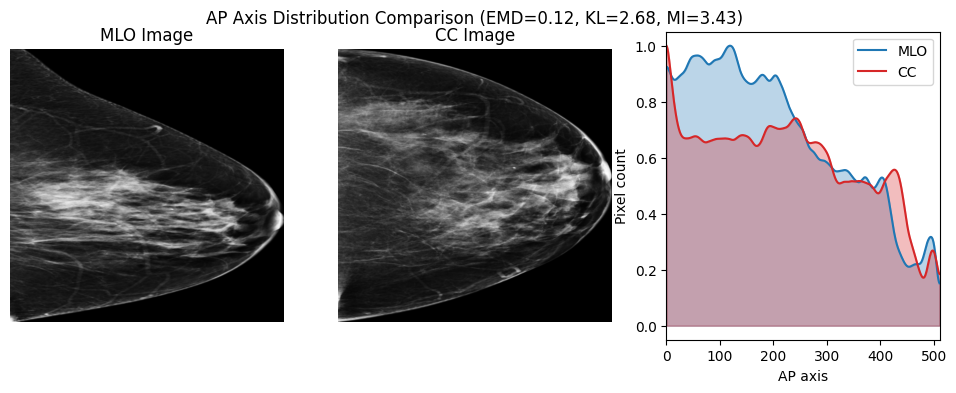 AP Axis Distribution Comparison (EMD=0.12, KL=2.68, MI=3.43)
MLO Image
CC Image
MLO
CC
1.0
0.8
0.6
0.4
0.2
0.0
Pixel count
0 100 200 300 400 500
AP axis